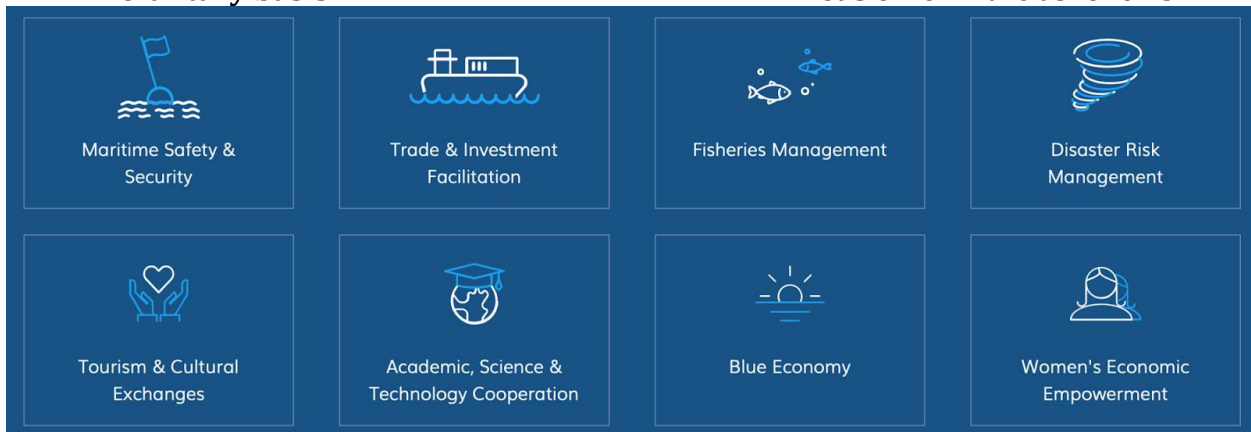 Maritime Safety &
Security
Trade & Investment
Facilitation
Fisheries Management
Disaster Risk
Management
Tourism & Cultural
Exchanges
Academic, Science &
Technology Cooperation
Blue Economy
Women's Economic
Empowerment